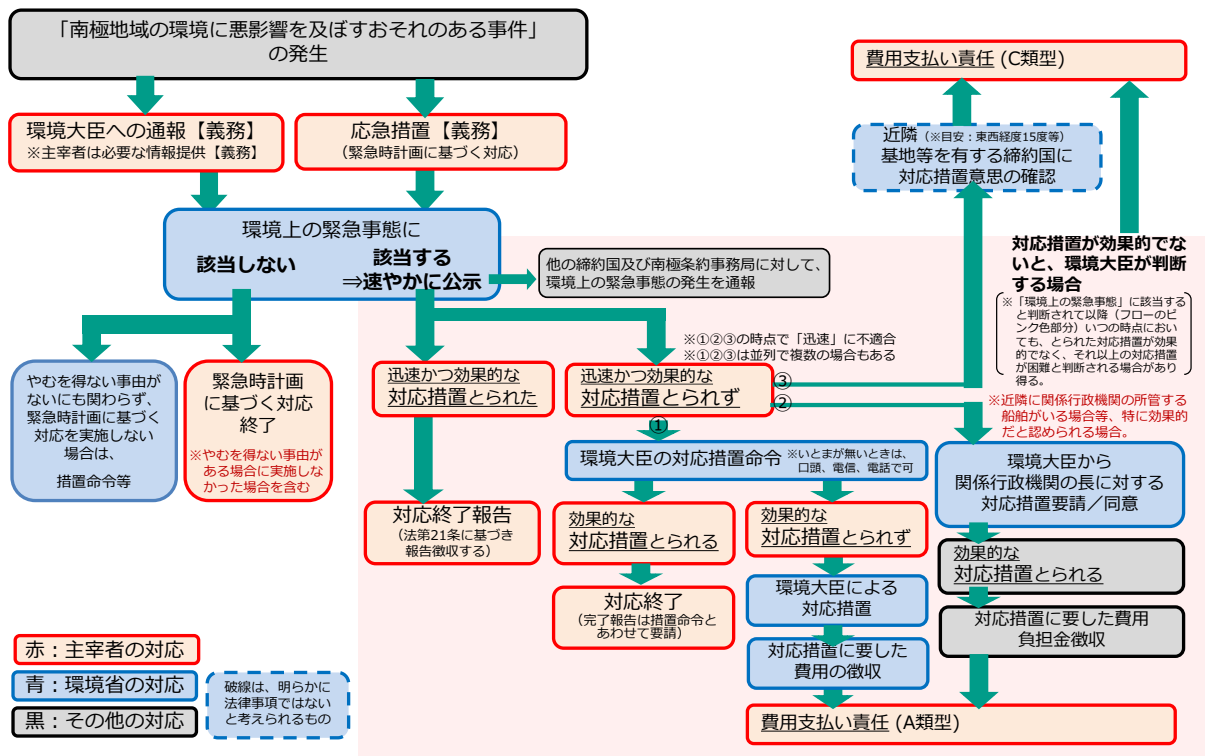 「南極地域の環境に悪影響を及ぼすおそれのある事件」
の発生
環境大臣への通報【義務】
※主宰者は必要な情報提供【義務】
応急措置【義務】
(緊急時計画に基づく対応)
環境上の緊急事態に
該当しない
該当する
⇒速やかに公示
他の締約国及び南極条約事務局に対して、
環境上の緊急事態の発生を通報
費用支払い責任 (C類型)
近隣（※目安：東西経度15度等）
基地等を有する締約国に
対応措置意思の確認
対応措置が効果的でな
いと、環境大臣が判断
する場合
※「環境上の緊急事態」に該当する
と判断されて以降（フローのピ
ンク色部分）いつの時点におい
ても、とられた対応措置が効果
的でなく、それ以上の対応措置
が困難と判断される場合があり
得る。
※①②③の時点で「迅速」に不適合
※①②③は並列で複数の場合もある
やむを得ない事由が
ないにも関わらず、
緊急時計画に基づく
対応を実施しない
場合は、
措置命令等
緊急時計画
に基づく対応
終了
※やむを得ない事由が
ある場合に実施しな
かった場合を含む
迅速かつ効果的な
対応措置とられた
迅速かつ効果的な
対応措置とられず
③
②
①
※近隣に関係行政機関の所管する
船舶がいる場合等、特に効果的
だと認められる場合。
環境大臣の対応措置命令 ※いとまが無いときは、
口頭、電信、電話で可
環境大臣から
関係行政機関の長に対する
対応措置要請／同意
対応終了報告
(法第21条に基づき
報告徴収する)
効果的な
対応措置とられる
効果的な
対応措置とられず
効果的な
対応措置とられる
対応終了
(完了報告は措置命令と
あわせて要請)
環境大臣による
対応措置
対応措置に要した費用
負担金徴収
対応措置に要した
費用の徴収
費用支払い責任 (A類型)
赤：主宰者の対応
青：環境省の対応
黒：その他の対応
破線は、明らかに
法律事項ではない
と考えられるもの